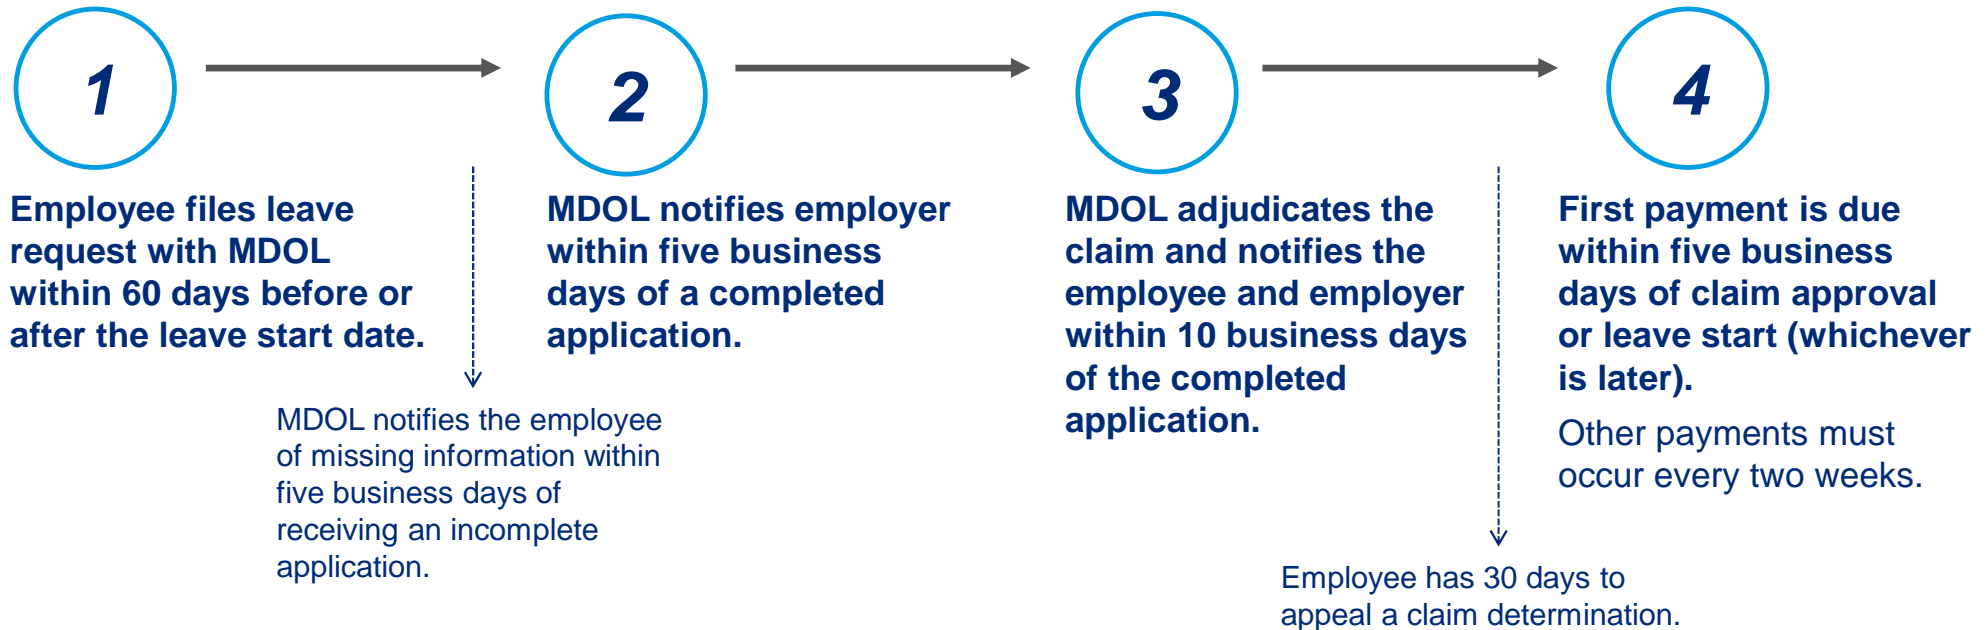 1
2
3
4
Employee files leave
request with MDOL
within 60 days before or
after the leave start date.
MDOL notifies the employee
of missing information within
five business days of
receiving an incomplete
application.
MDOL notifies employer
within five business
days of a completed
application.
MDOL adjudicates the
claim and notifies the
employee and employer
within 10 business days
of the completed
application.
Employee has 30 days to
appeal a claim determination.
First payment is due
within five business
days of claim approval
or leave start (whichever
is later).
Other payments must
occur every two weeks.